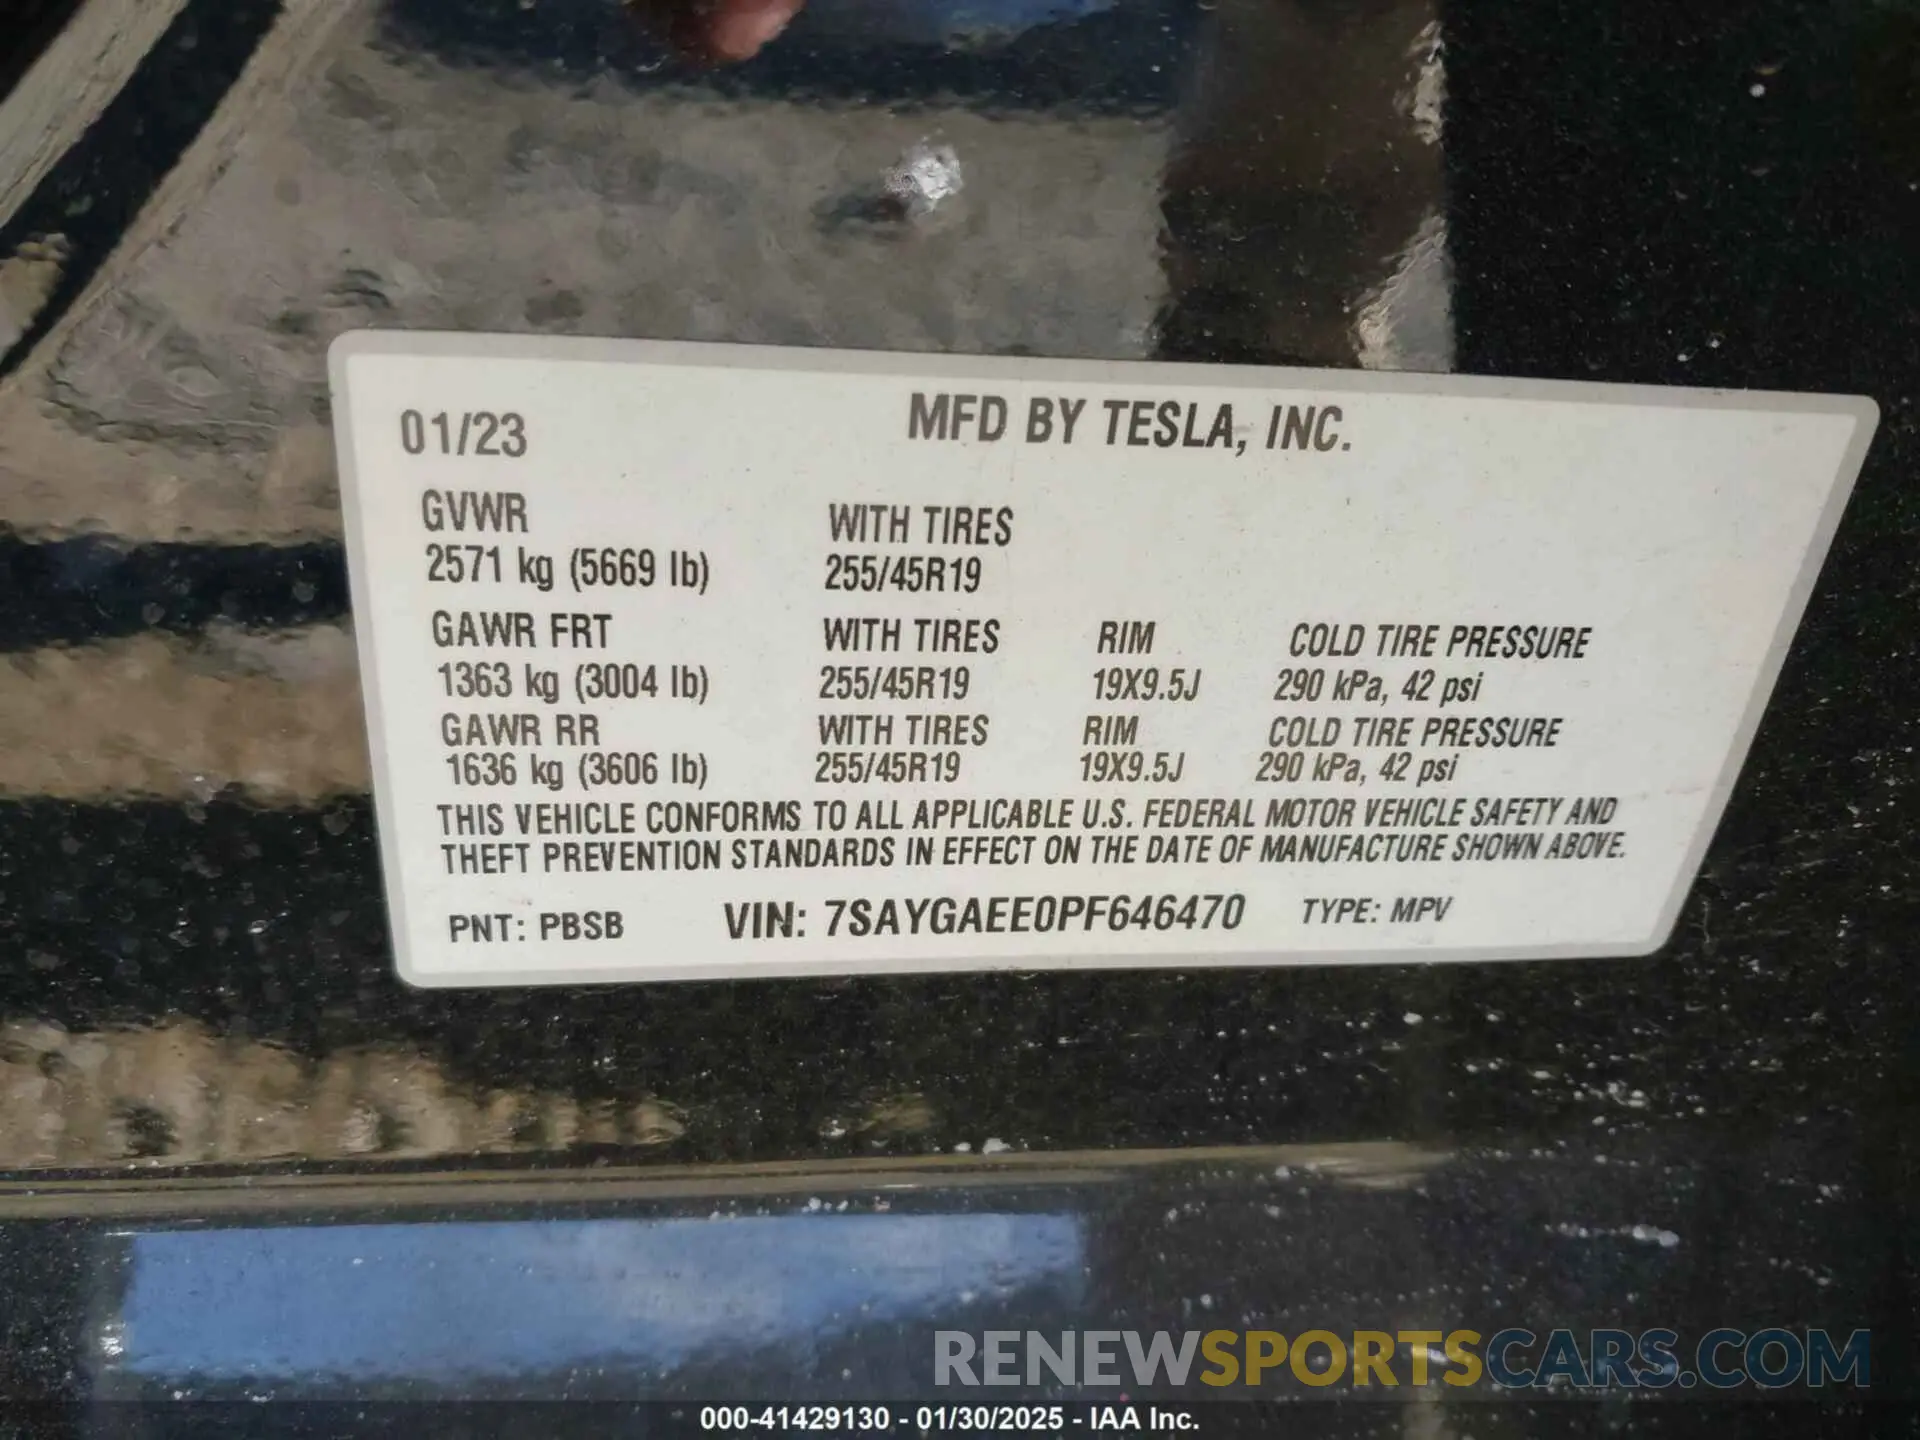 01/23 MFD BY TESLA, INC.
GVWR WITH TIRES
2571 kg (5669 lb) 255/45R19
GAWR FRT WITH TIRES RIM COLD TIRE PRESSURE
1363 kg (3004 lb) 255/45R19 19X9.5J 290 kPa, 42 psi
GAWR RR WITH TIRES RIM COLD TIRE PRESSURE
1636 kg (3606 lb) 255/45R19 19X9.5J 290 kPa, 42 psi
THIS VEHICLE CONFORMS TO ALL APPLICABLE U.S. FEDERAL MOTOR VEHICLE SAFETY AND
THEFT PREVENTION STANDARDS IN EFFECT ON THE DATE OF MANUFACTURE SHOWN ABOVE.
PNT: PBSB VIN: 7SAYGAEE0PF646470 TYPE: MPV
RENEWSPORTSCARS.COM
000-41429130 - 01/30/2025 - IAA Inc.